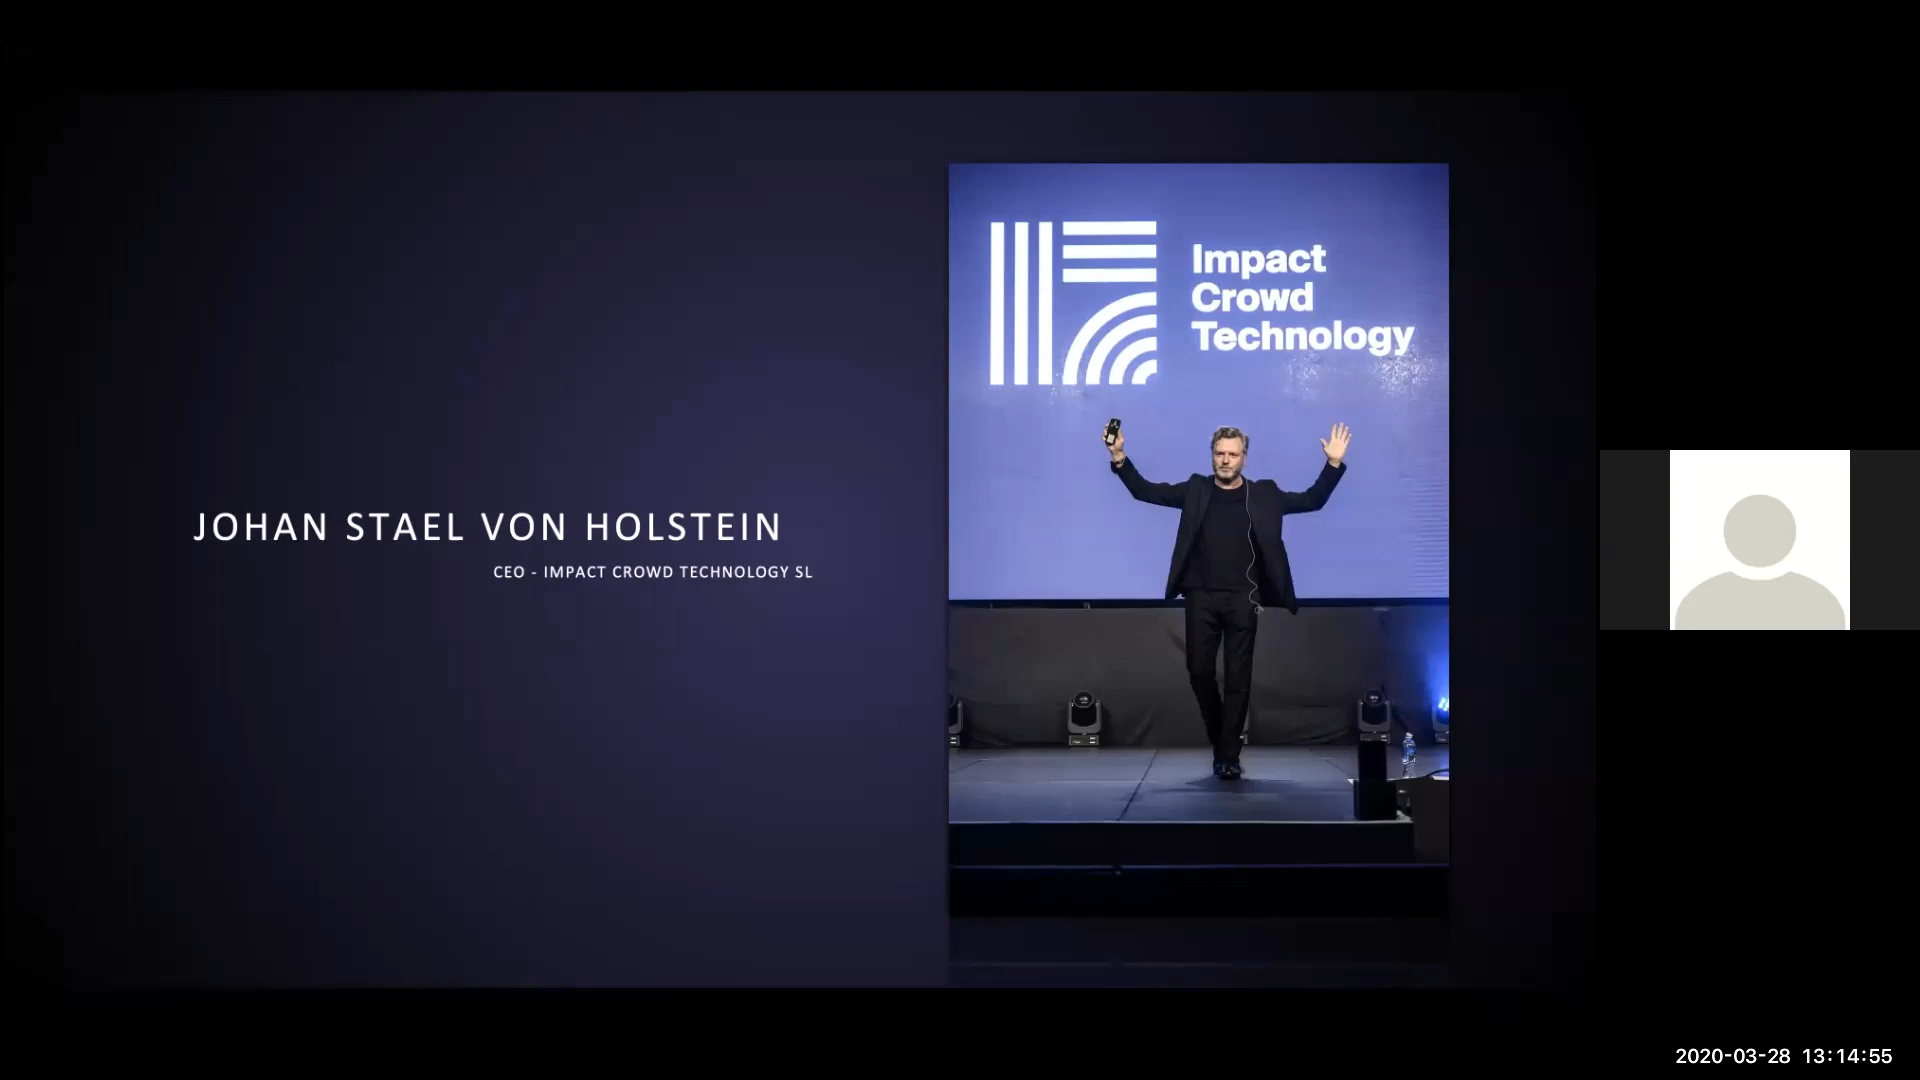 Impact
Crowd
Technology
JOHAN STAEL VON HOLSTEIN
CEO - IMPACT CROWD TECHNOLOGY SL
2020-03-28 13:14:55